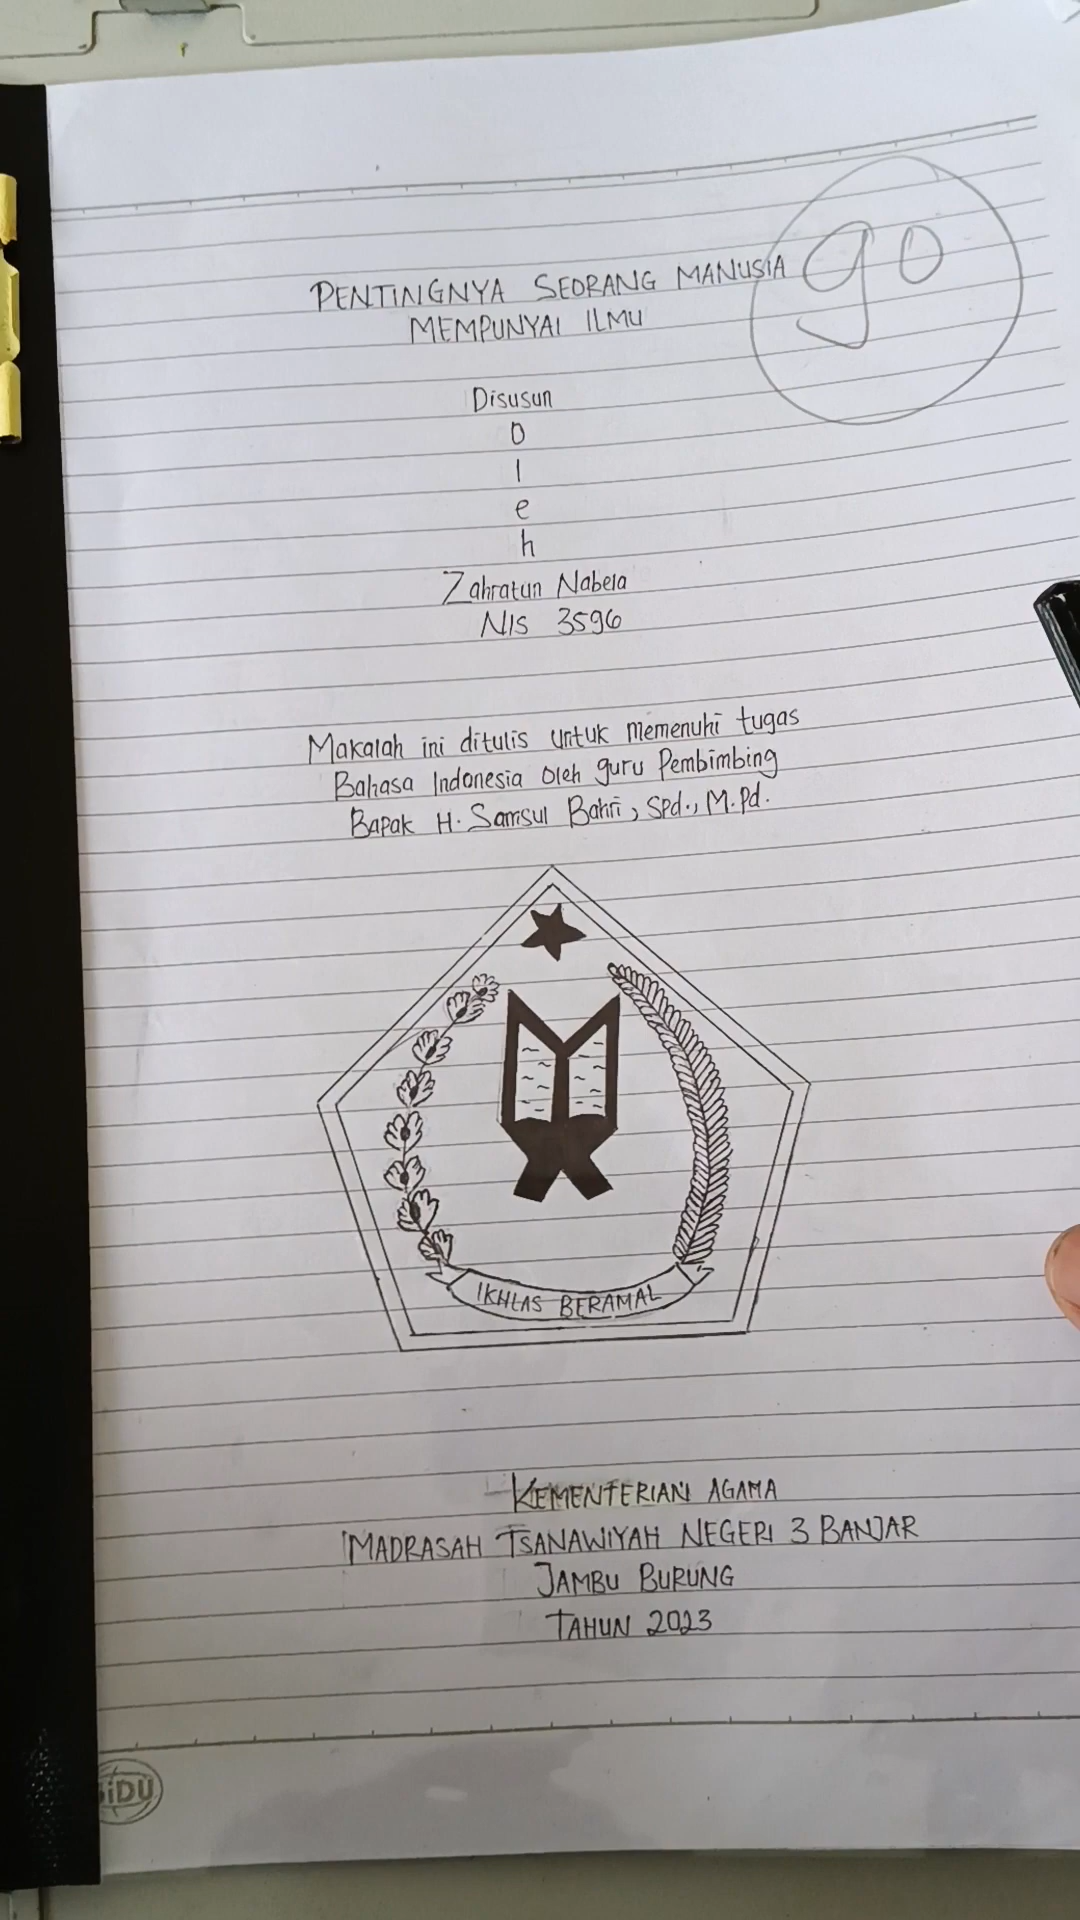 PENTINGNYA SEORANG MANUSIA
MEMPUNYAI ILMU
90
Disusun
O
l
e
h
Zahratun Nabela
NIS 3596
Makalah ini ditulis untuk memenuhi tugas
Bahasa Indonesia Oleh guru Pembimbing
Bapak H. Samsul Bahri, Spd., M.Pd.
IKHLAS BERAMAL
KEMENTERIAN AGAMA
MADRASAH TSANAWIYAH NEGERI 3 BANJAR
JAMBU BURUNG
TAHUN 2023
iDU